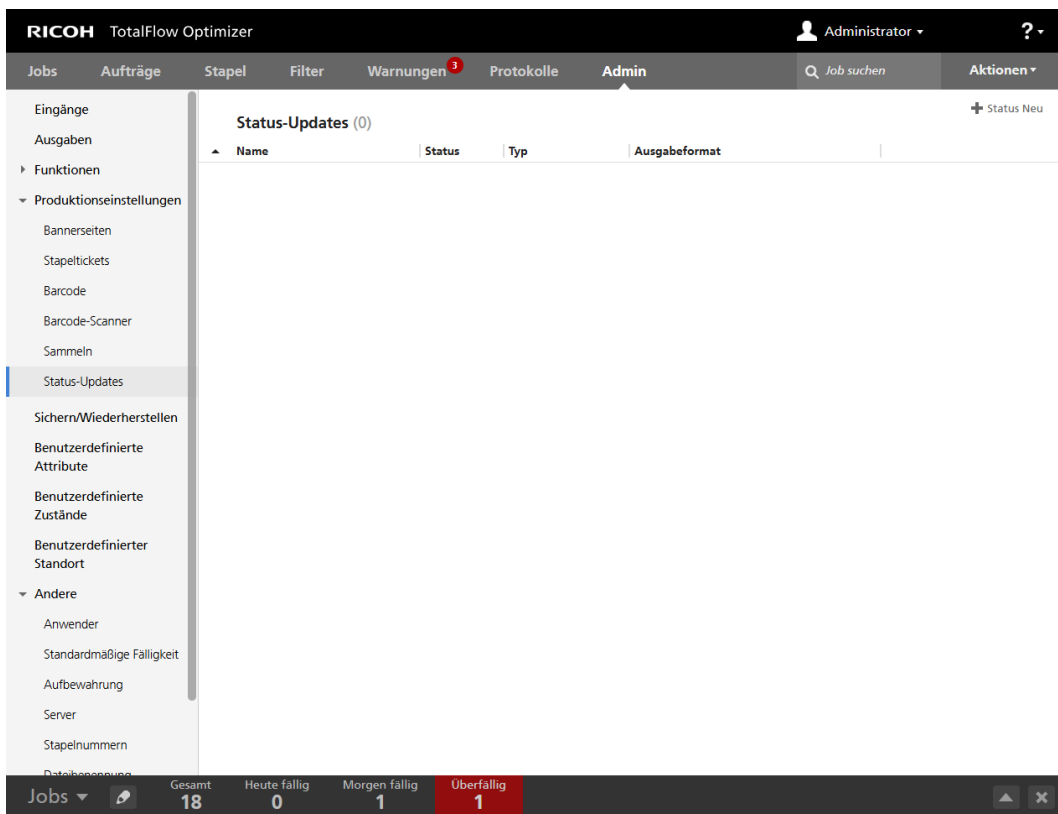 RICOH TotalFlow Optimizer Administrator ?
Jobs Aufträge Stapel Filter Warnungen 3 Protokolle Admin Job suchen Aktionen
Eingänge
Ausgaben
Funktionen
Produktionseinstellungen
Bannerseiten
Stapeltickets
Barcode
Barcode-Scanner
Sammeln
Status-Updates
Sichern/Wiederherstellen
Benutzerdefinierte
Attribute
Benutzerdefinierte
Zustände
Benutzerdefinierter
Standort
Andere
Anwender
Standardmäßige Fälligkeit
Aufbewahrung
Server
Stapelnummern
Dateibenennung
Status Neu
Status-Updates (0)
Name Status Typ Ausgabeformat
Jobs
Gesamt Heute fällig Morgen fällig Überfällig
18 0 1 1